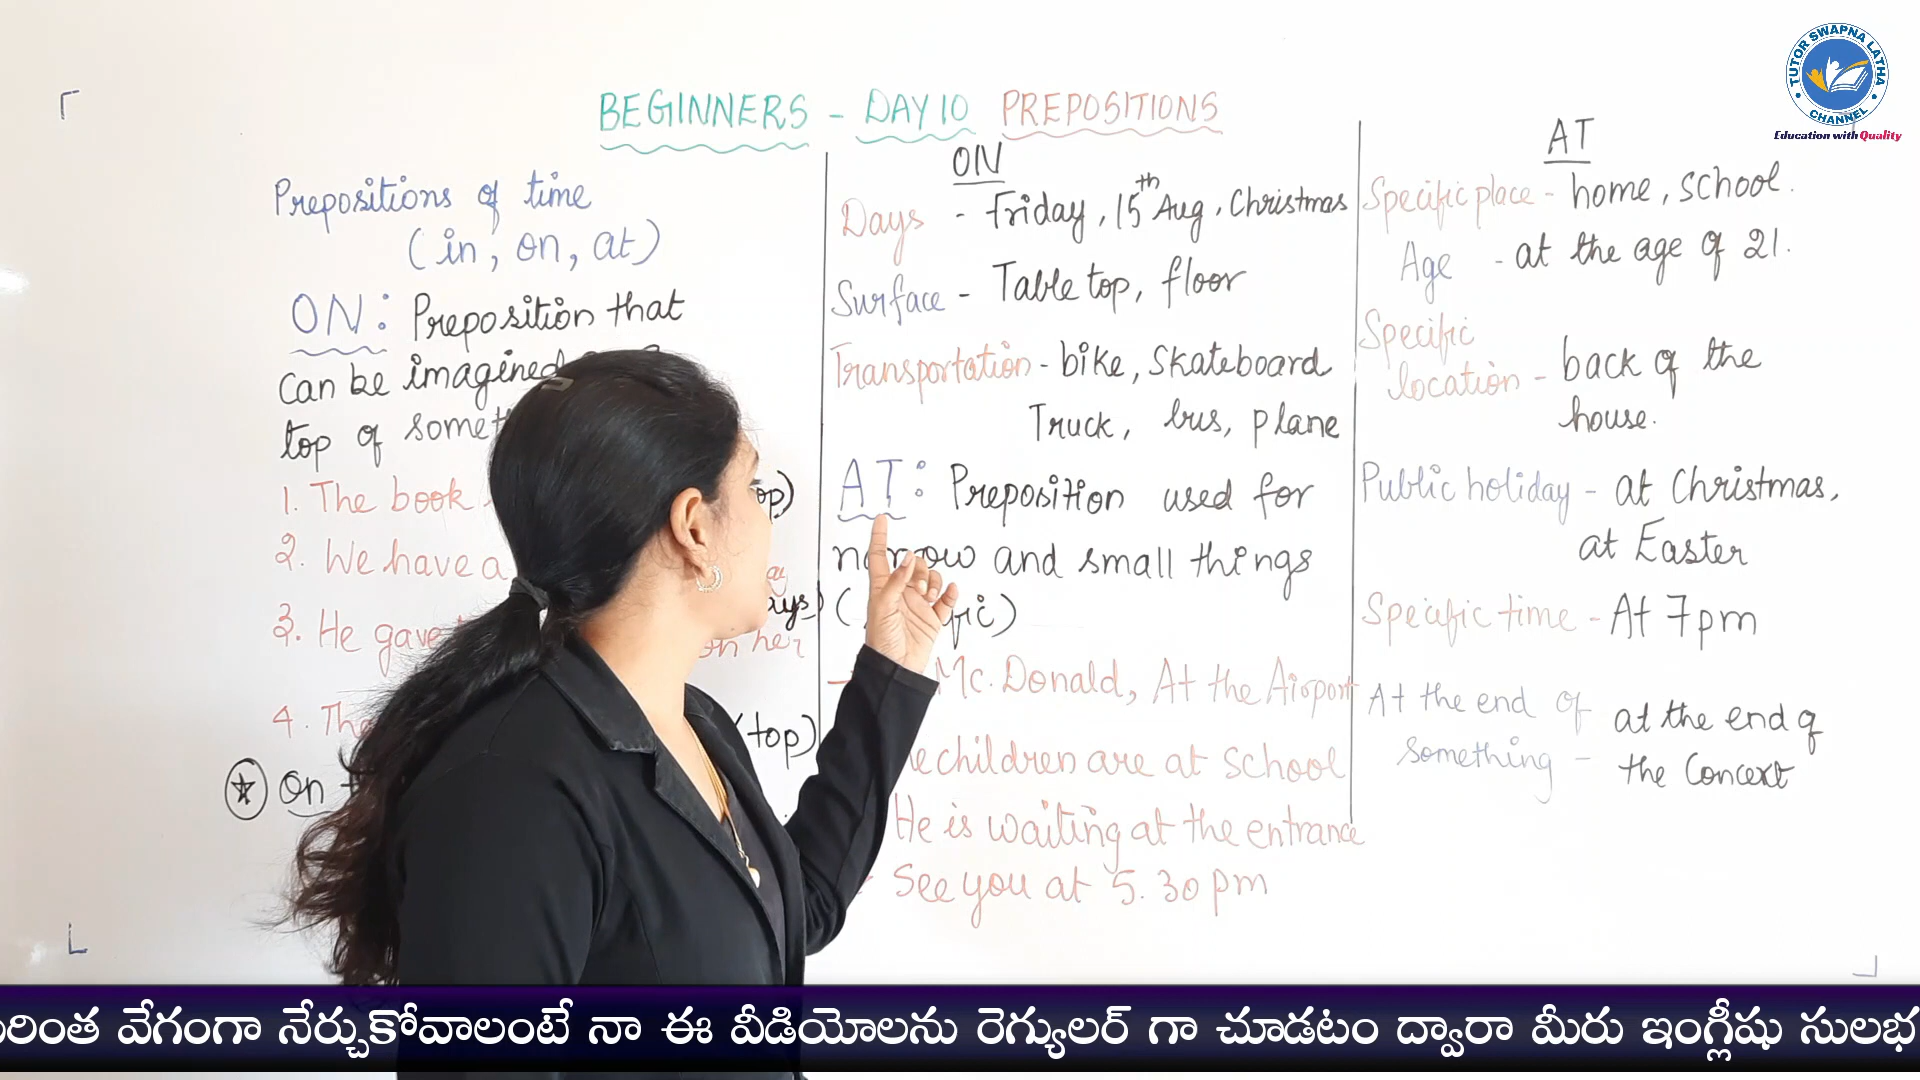 BEGINNERS - DAY 10 PREPOSITIONS
Prepositions of time
(in, on, at)
ON: Preposition that
can be imagined
top of
1. The book
top)
2. We have a
3. He gave
on her
4. The
(top)
On
ON
Days - Friday, 15th Aug, Christmas
Surface - Table top, floor
Transportation - bike, Skateboard
Truck, bus, plane
AT: Preposition used for
narrow and small things
Mc. Donald, At the Airport
children are at School
He is waiting at the entrance
See you at 5.30 pm
AT
Specific place - home, school.
Age - at the age of 21.
Specific
location - back of the
house.
Public holiday - at Christmas,
at Easter
Specific time - At 7pm
At the end of
something - at the end of
the Concert
TUTOR SWAPNA LATHA
CHANNEL
Education with Quality
వేగంగా నేర్చుకోవాలంటే నా ఈ వీడియోలను రెగ్యులర్ గా చూడటం ద్వారా మీరు ఇంగ్లీషు సులభ